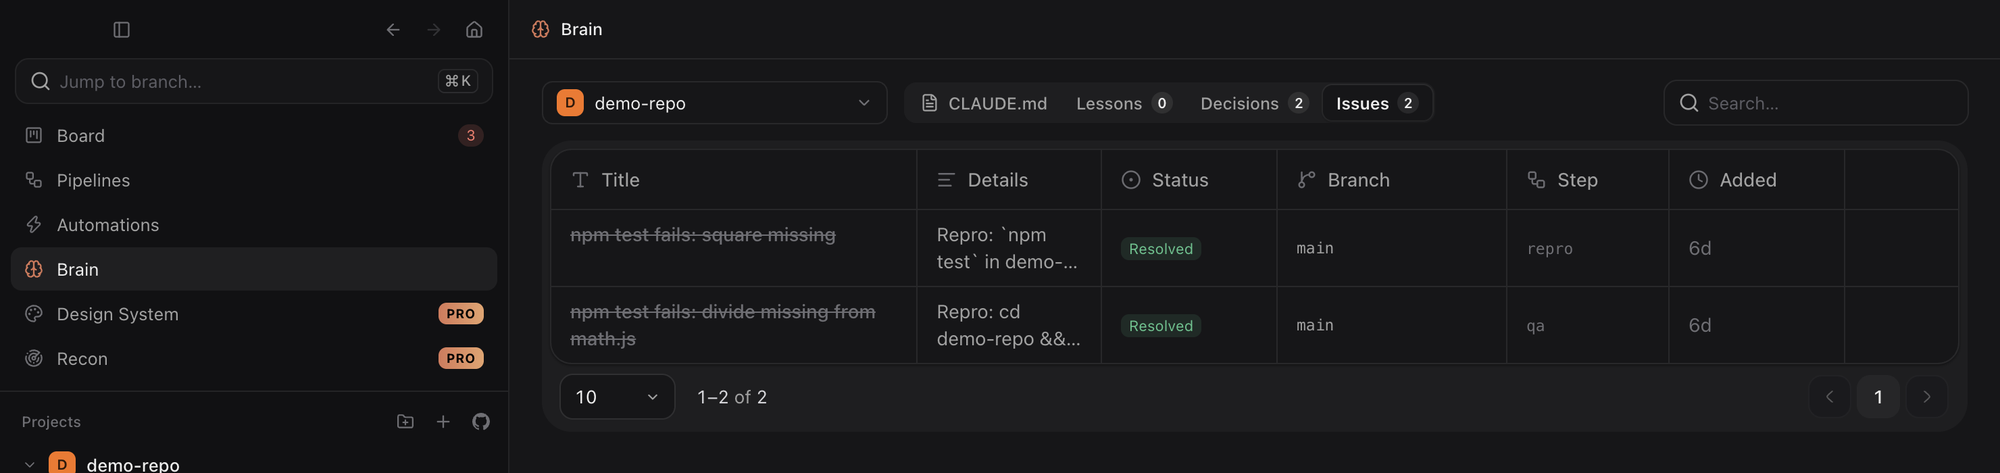 Brain
Jump to branch...
⌘K
demo-repo
CLAUDE.md
Lessons 0
Decisions 2
Issues 2
Search...
Board 3
Pipelines
Automations
Brain
Design System PRO
Recon PRO
Projects
D demo-repo
Title
Details
Status
Branch
Step
Added
npm test fails: square missing
Repro: `npm
test` in demo-...
Resolved
main
repro
6d
npm test fails: divide missing from
math.js
Repro: cd
demo-repo &&...
Resolved
main
qa
6d
10
1–2 of 2
1